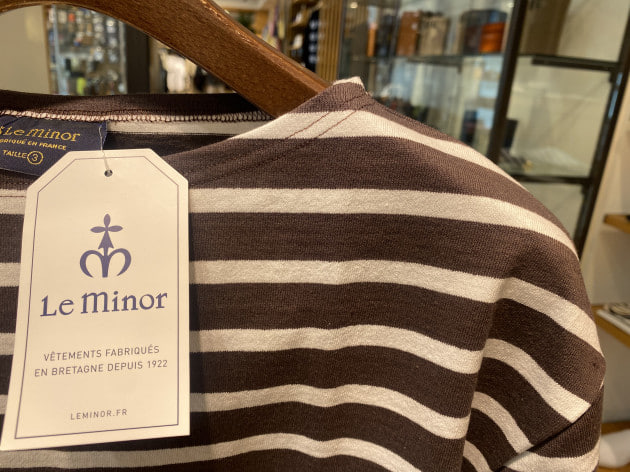 Le Minor
FABRIQUÉ EN FRANCE
TAILLE 3
Le Minor
VÊTEMENTS FABRIQUÉS
EN BRETAGNE DEPUIS 1922
LEMINOR.FR